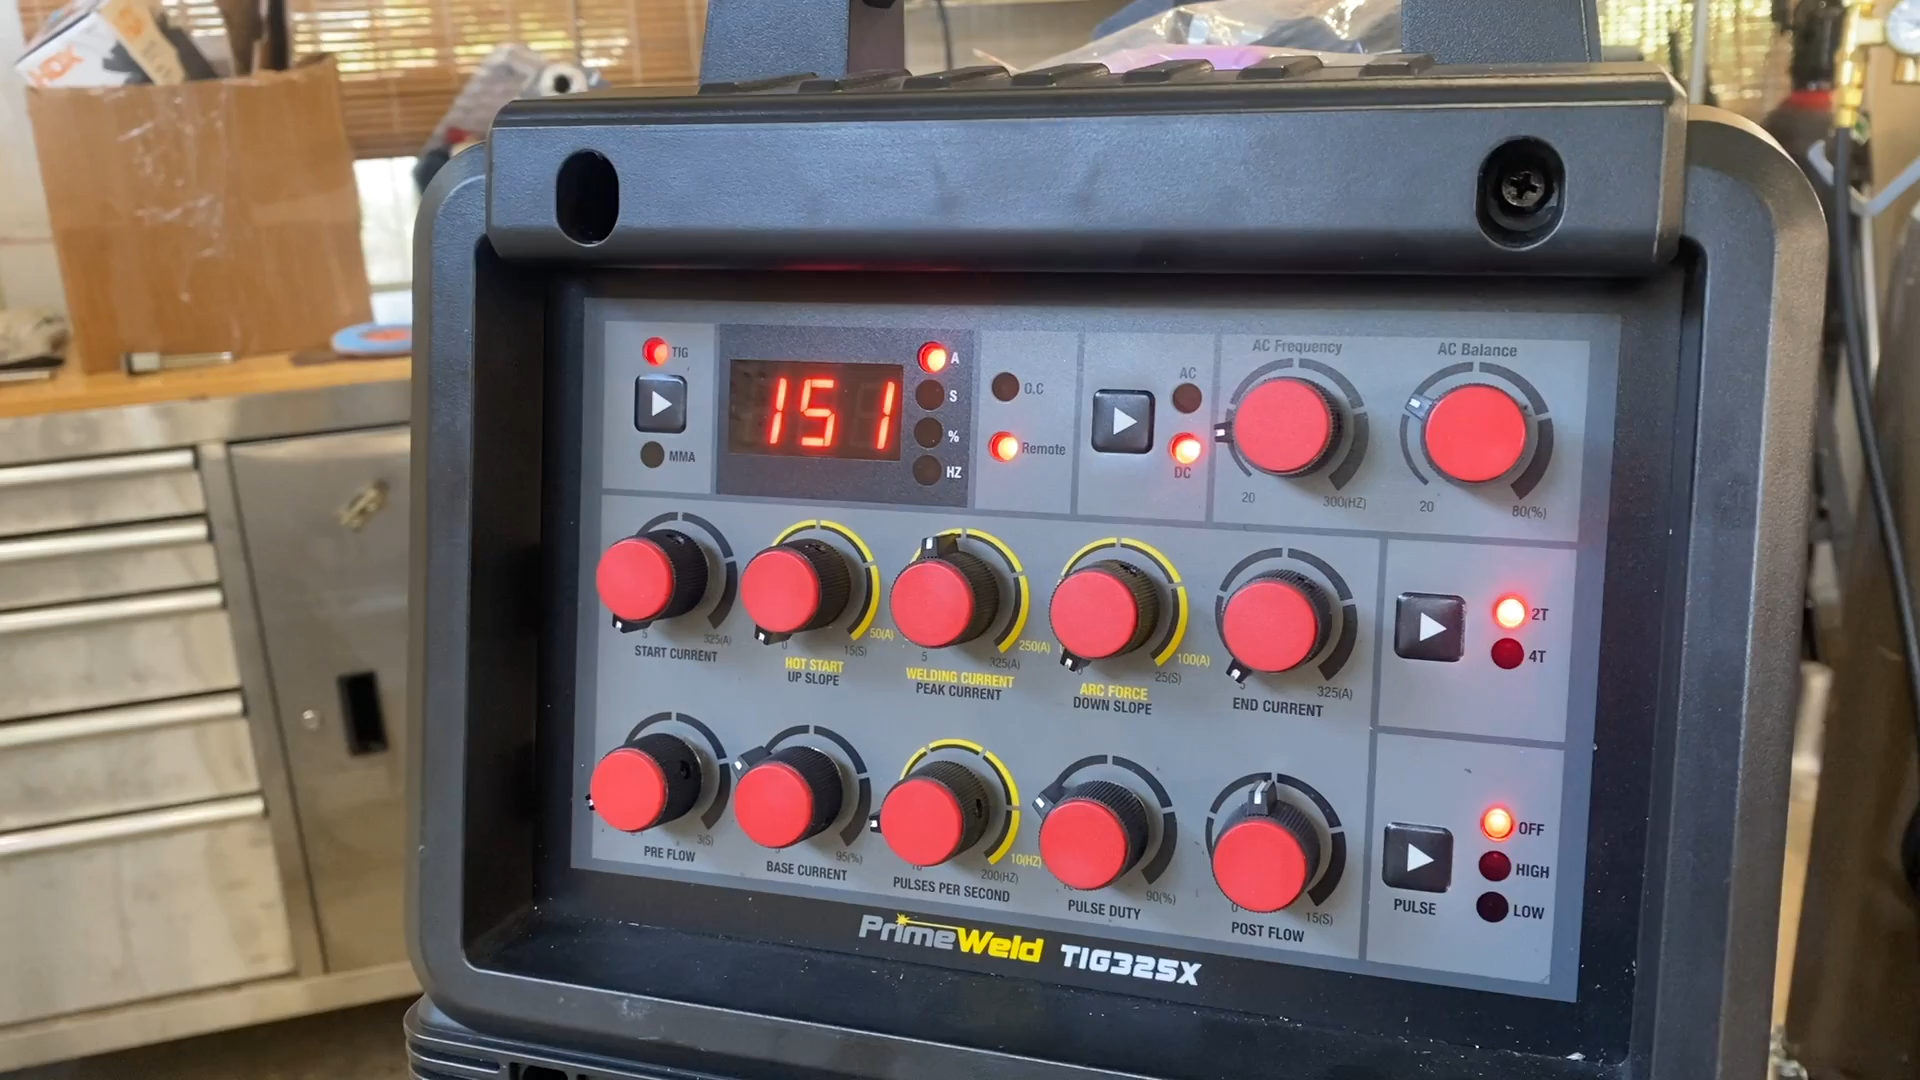 TIG
MMA
151
A
S
%
HZ
O.C
Remote
AC
DC
AC Frequency
20
300(HZ)
AC Balance
20
80(%)
5
325(A)
START CURRENT
0
50(A)
15(S)
HOT START
UP SLOPE
5
250(A)
325(A)
WELDING CURRENT
PEAK CURRENT
0
100(A)
25(S)
ARC FORCE
DOWN SLOPE
5
325(A)
END CURRENT
2T
4T
3(S)
PRE FLOW
95(%)
BASE CURRENT
10(HZ)
200(HZ)
PULSES PER SECOND
90(%)
PULSE DUTY
0
15(S)
POST FLOW
PULSE
OFF
HIGH
LOW
PrimeWeld TIG325X